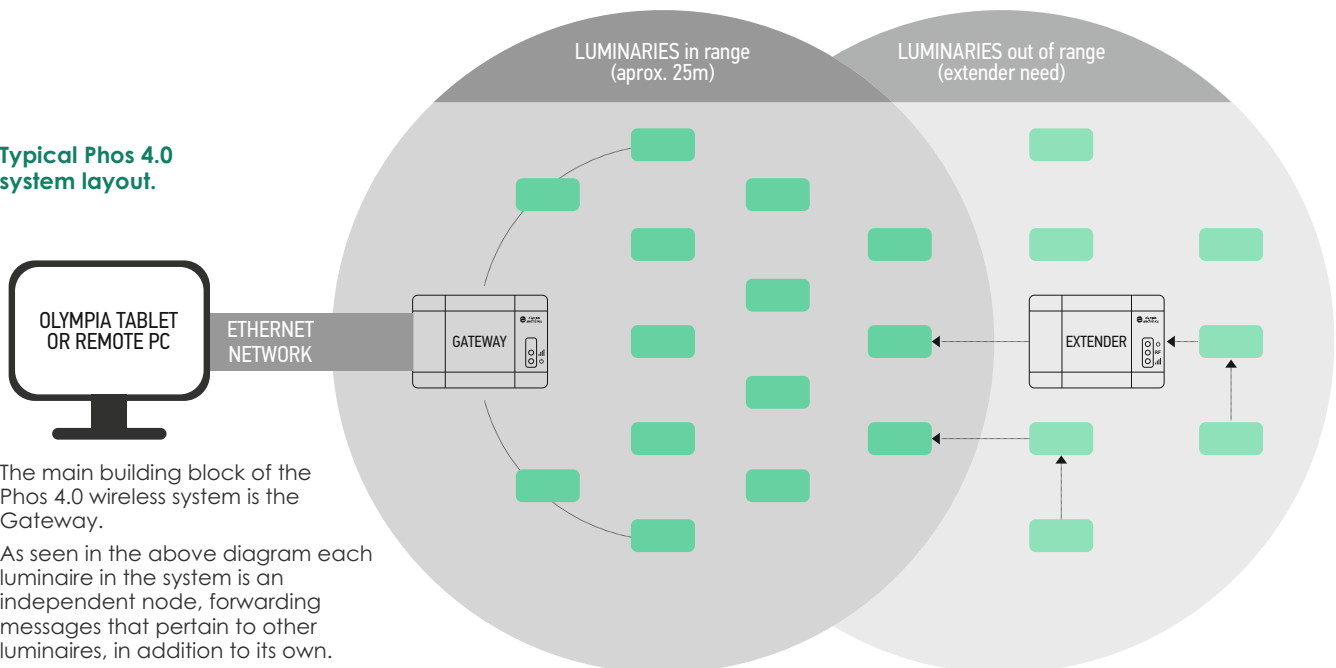 LUMINARIES in range
(aprox. 25m)
LUMINARIES out of range
(extender need)
Typical Phos 4.0
system layout.
OLYMPIA TABLET
OR REMOTE PC
ETHERNET
NETWORK
GATEWAY
EXTENDER
RF
The main building block of the
Phos 4.0 wireless system is the
Gateway.
As seen in the above diagram each
luminaire in the system is an
independent node, forwarding
messages that pertain to other
luminaires, in addition to its own.